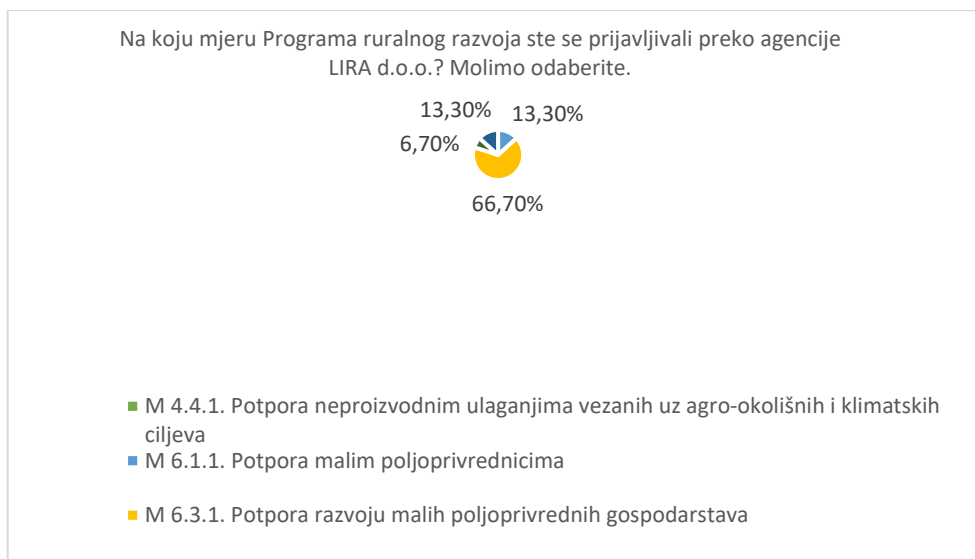 Na koju mjeru Programa ruralnog razvoja ste se prijavljivali preko agencije
LIRA d.o.o.? Molimo odaberite.
13,30%
13,30%
6,70%
66,70%
M 4.4.1. Potpora neproizvodnim ulaganjima vezanih uz agro-okolišnih i klimatskih
ciljeva
M 6.1.1. Potpora malim poljoprivrednicima
M 6.3.1. Potpora razvoju malih poljoprivrednih gospodarstava